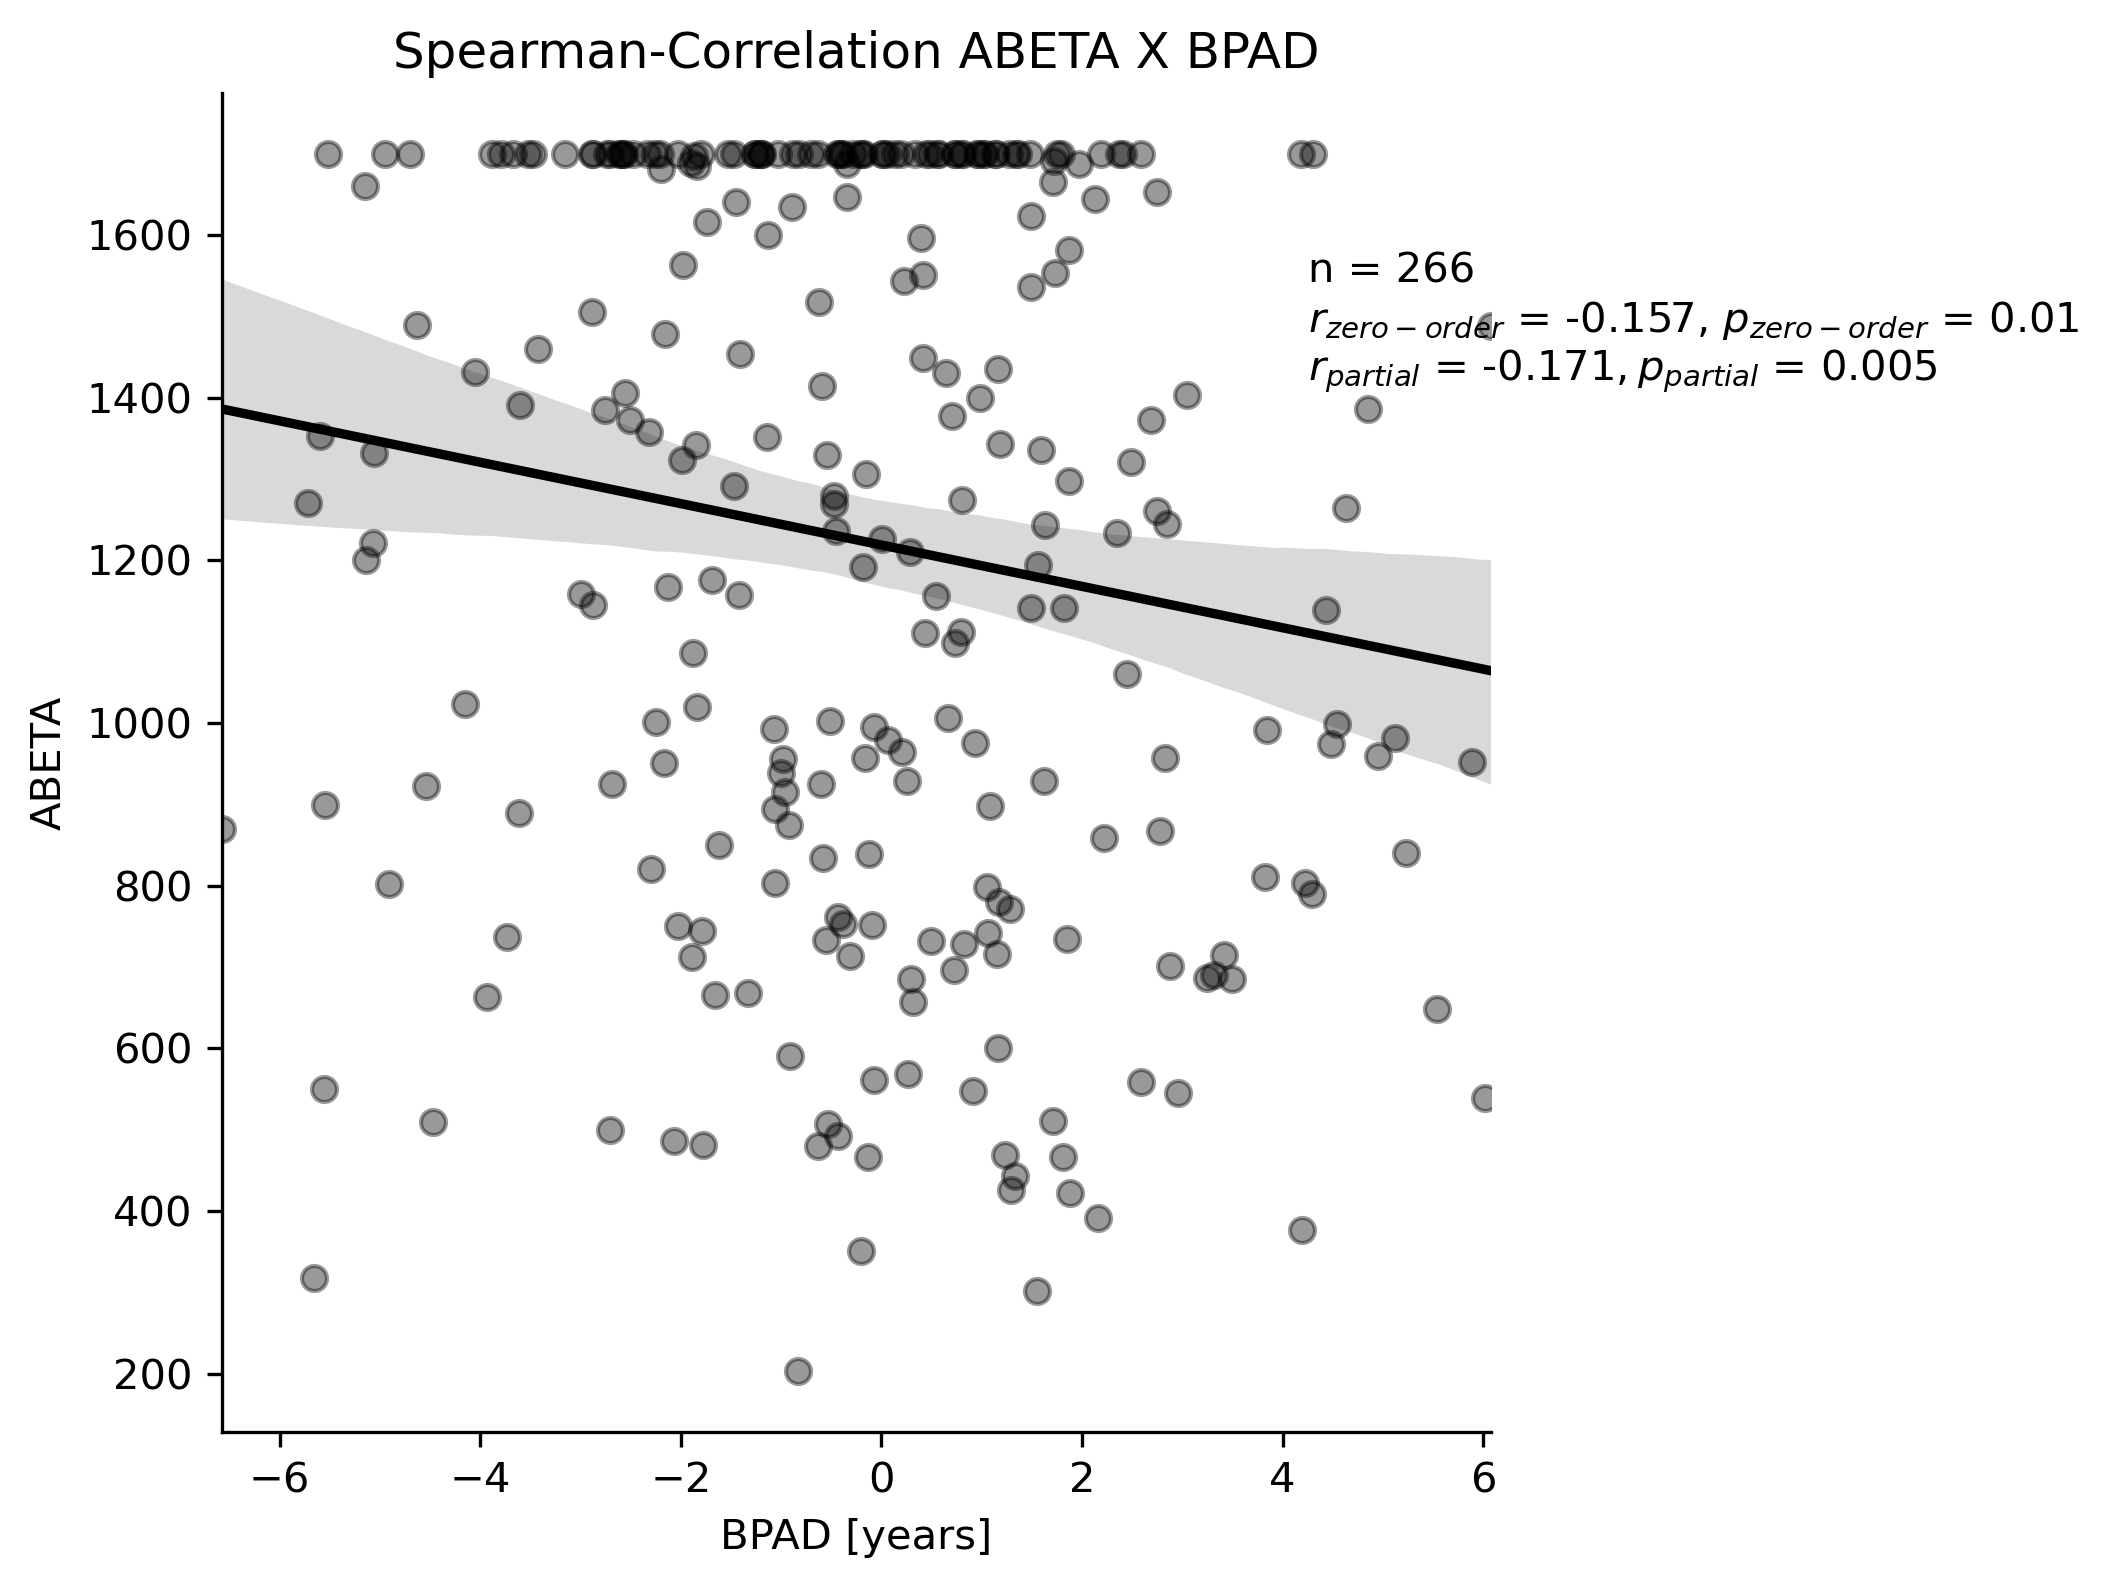 Spearman-Correlation ABETA X BPAD
1600
1400
1200
1000
800
600
400
200
ABETA
n = 266
r_zero−order = -0.157, p_zero−order = 0.01
r_partial = -0.171, p_partial = 0.005
−6 −4 −2 0 2 4 6
BPAD [years]